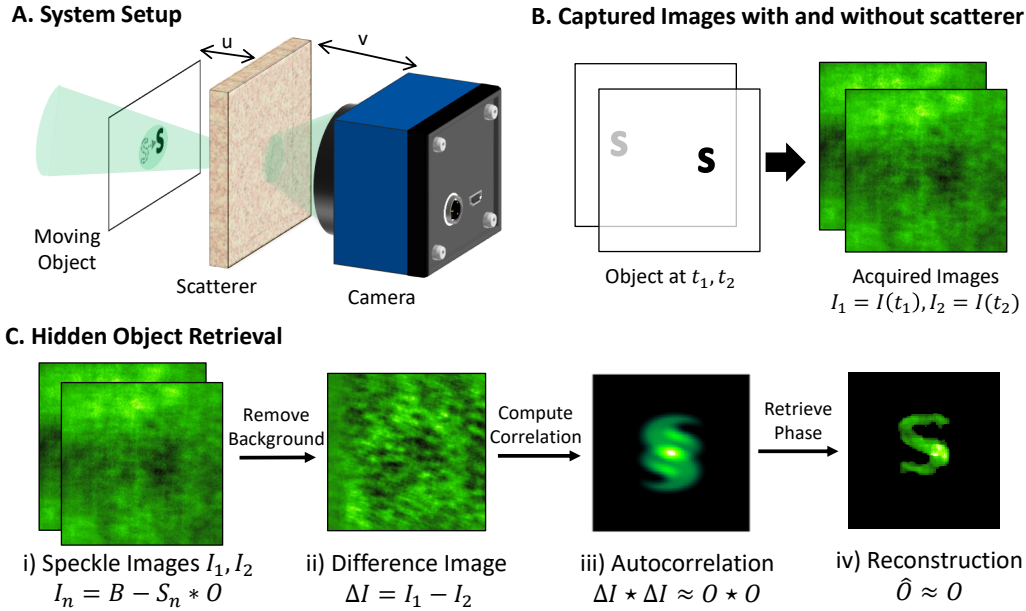 A. System Setup
u
v
Moving
Object
Scatterer
Camera
B. Captured Images with and without scatterer
S
S
Object at t₁, t₂
Acquired Images
I₁ = I(t₁), I₂ = I(t₂)
C. Hidden Object Retrieval
Remove
Background
Compute
Correlation
Retrieve
Phase
S
i) Speckle Images I₁, I₂
Iₙ = B − Sₙ * O
ii) Difference Image
ΔI = I₁ − I₂
iii) Autocorrelation
ΔI ⋆ ΔI ≈ O ⋆ O
iv) Reconstruction
Ô ≈ O